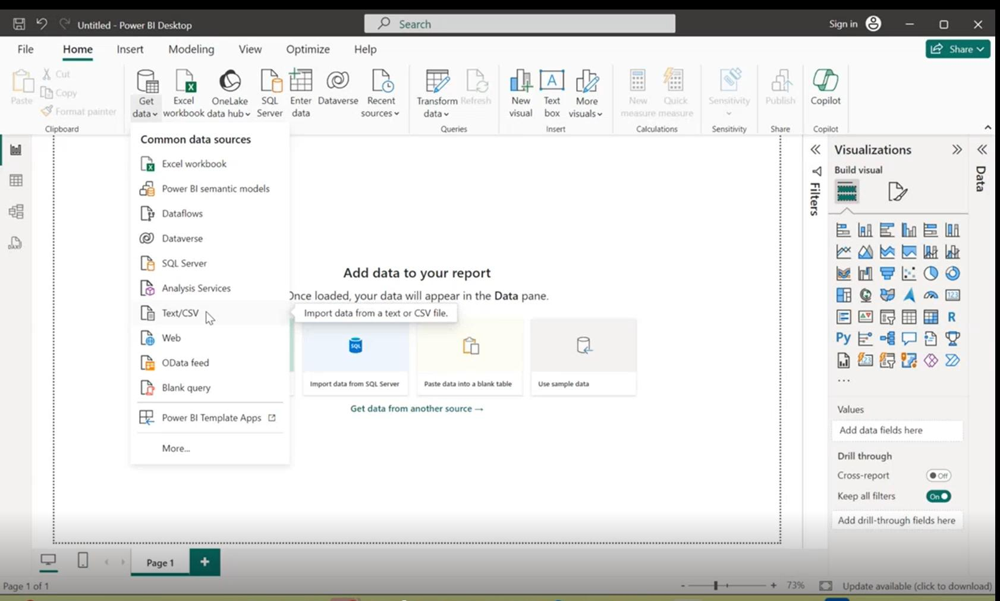 Untitled - Power BI Desktop
Search
Sign in
File
Home
Insert
Modeling
View
Optimize
Help
Share
Paste
Cut
Copy
Format painter
Clipboard
Get data
Excel workbook
OneLake data hub
SQL Server
Enter data
Dataverse
Recent sources
Transform data
Refresh
Queries
New visual
Text box
More visuals
Insert
New measure
Quick measure
Calculations
Sensitivity
Sensitivity
Publish
Share
Copilot
Copilot
Common data sources
Excel workbook
Power BI semantic models
Dataflows
Dataverse
SQL Server
Analysis Services
Text/CSV
Web
OData feed
Blank query
Power BI Template Apps
More...
Import data from a text or CSV file.
Add data to your report
Once loaded, your data will appear in the Data pane.
SQL
Import data from SQL Server
Paste data into a blank table
Use sample data
Get data from another source →
Filters
Visualizations
Build visual
123
R
Py
123
...
Values
Add data fields here
Drill through
Cross-report
Off
Keep all filters
On
Add drill-through fields here
Data
DAX
Page 1
+
Page 1 of 1
- + 73%
Update available (click to download)